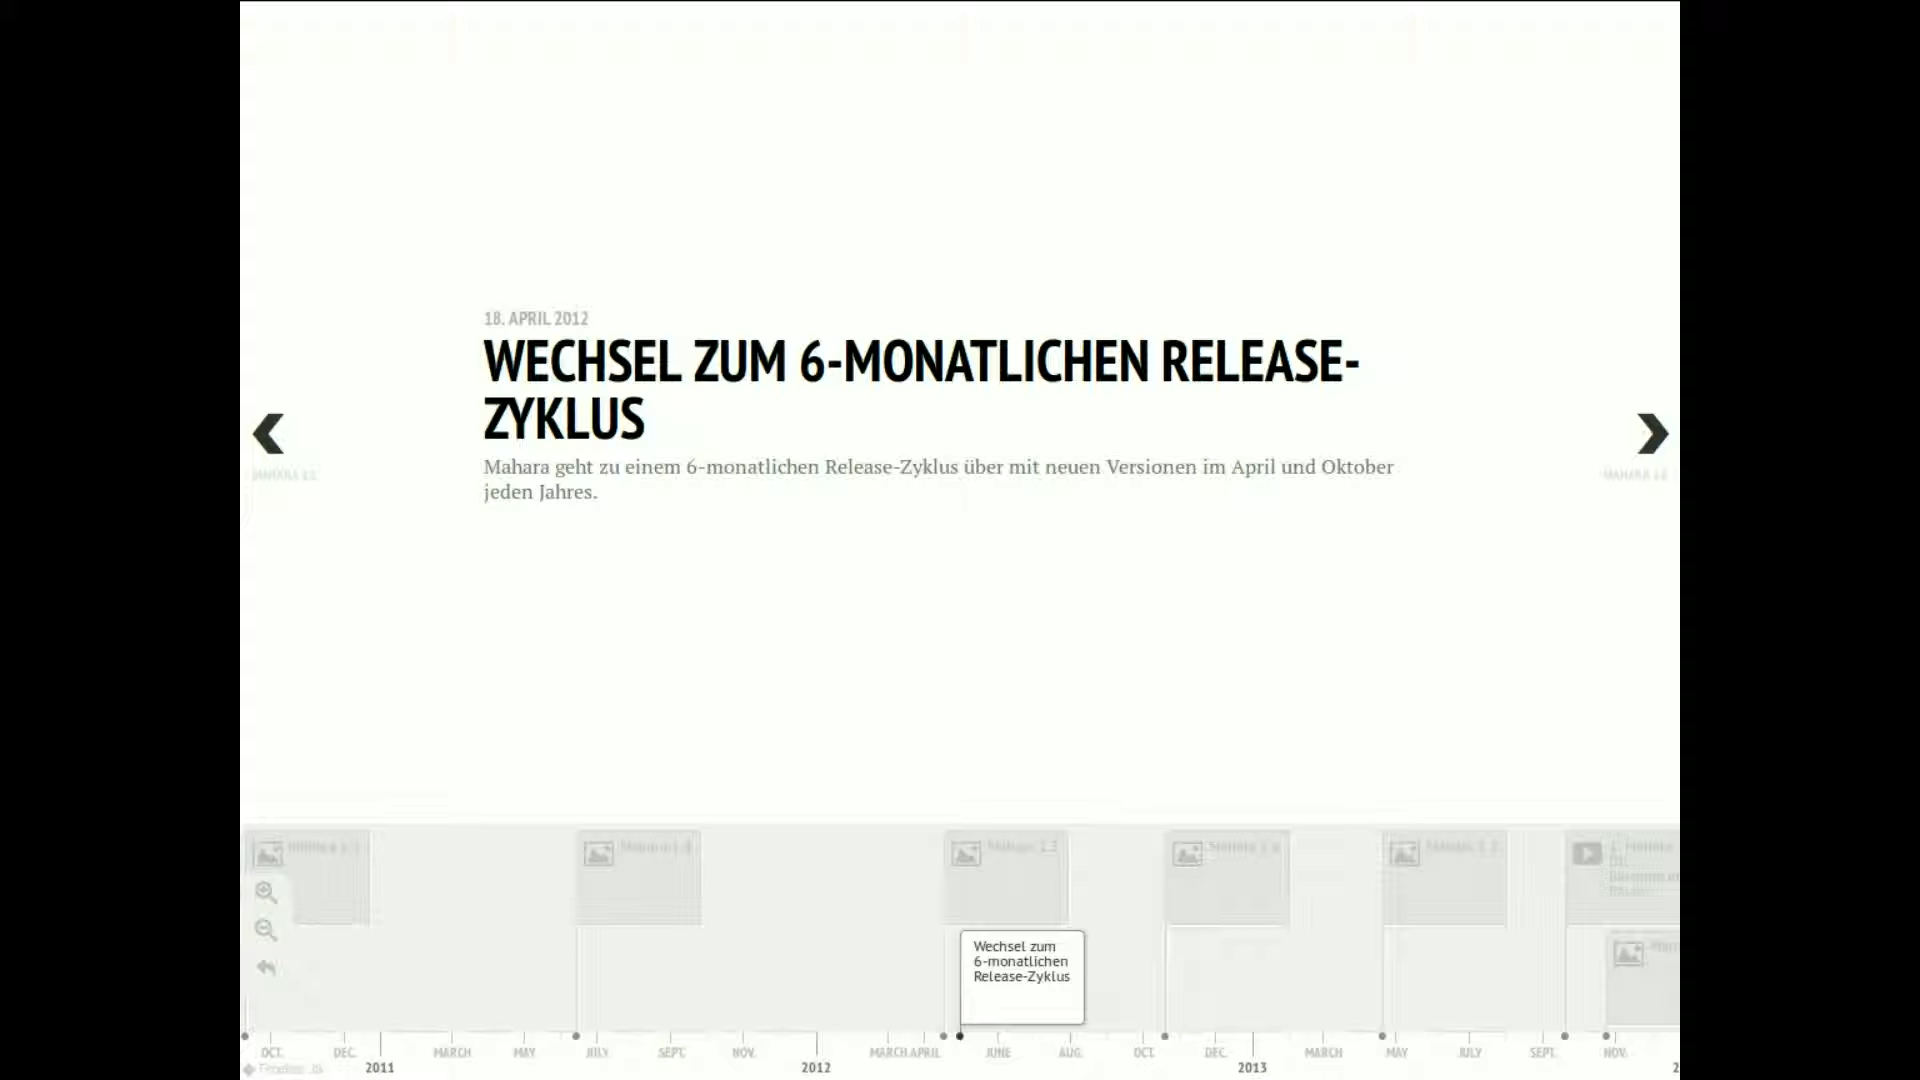 18. APRIL 2012
WECHSEL ZUM 6-MONATLICHEN RELEASE-
ZYKLUS
Mahara geht zu einem 6-monatlichen Release-Zyklus über mit neuen Versionen im April und Oktober
jeden Jahres.
Wechsel zum
6-monatlichen
Release-Zyklus
OCT. DEC. MARCH MAY JULY SEPT. NOV. MARCH APRIL JUNE AUG. OCT. DEC. MARCH MAY JULY SEPT. NOV.
2011 2012 2013